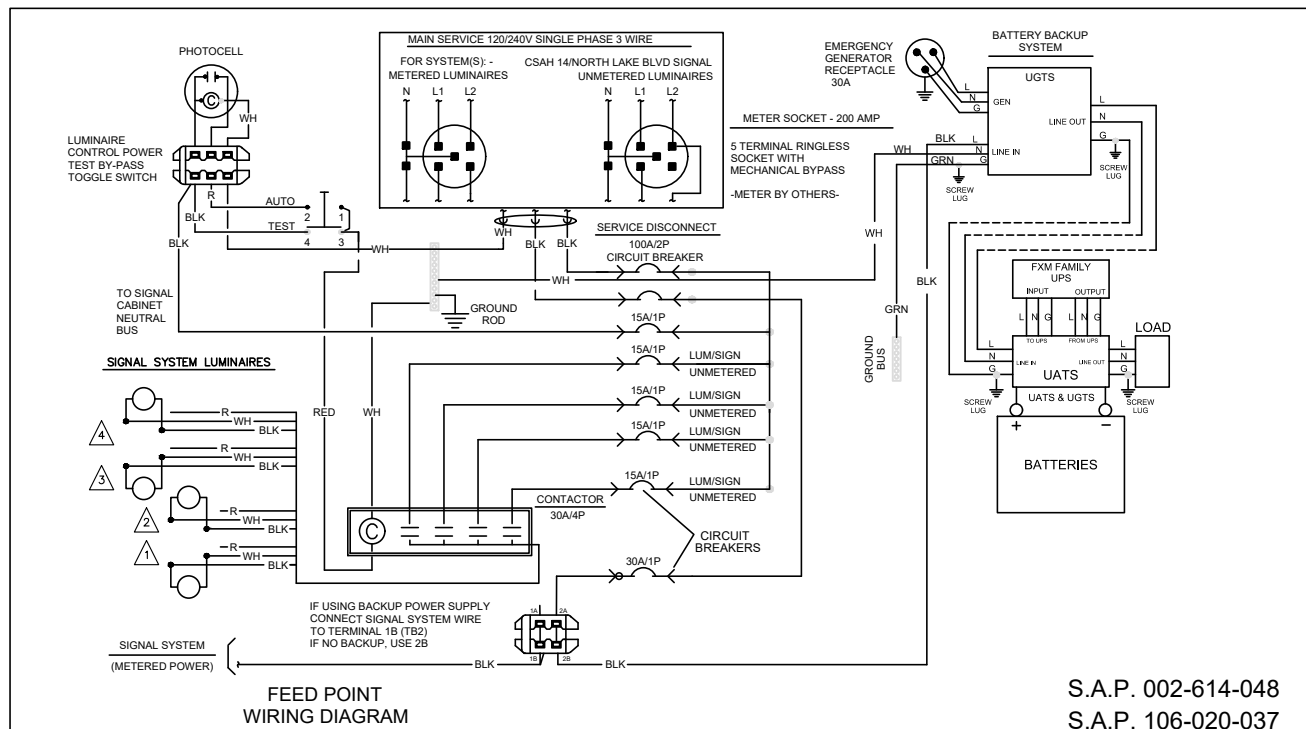 MAIN SERVICE 120/240V SINGLE PHASE 3 WIRE
FOR SYSTEM(S): -
METERED LUMINAIRES
CSAH 14/NORTH LAKE BLVD SIGNAL
UNMETERED LUMINAIRES
N L1 L2
N L1 L2
PHOTOCELL
C
WH
LUMINAIRE
CONTROL POWER
TEST BY-PASS
TOGGLE SWITCH
R
AUTO
2 1
BLK
TEST
4 3
BLK
WH
WH
BLK
BLK
METER SOCKET - 200 AMP
5 TERMINAL RINGLESS
SOCKET WITH
MECHANICAL BYPASS
-METER BY OTHERS-
SERVICE DISCONNECT
100A/2P
CIRCUIT BREAKER
WH
EMERGENCY
GENERATOR
RECEPTACLE
30A
BATTERY BACKUP
SYSTEM
UGTS
L
N
G
GEN
L
N
G
LINE OUT
BLK
WH
GRN
L
N
G
LINE IN
SCREW
LUG
SCREW
LUG
WH
BLK
GRN
GROUND
BUS
FXM FAMILY
UPS
INPUT OUTPUT
L N G L N G
TO UPS FROM UPS
L
N
G
LINE IN
LINE OUT
L
N
G
UATS
LOAD
SCREW
LUG
SCREW
LUG
UATS & UGTS
+ −
BATTERIES
TO SIGNAL
CABINET
NEUTRAL
BUS
GROUND
ROD
15A/1P
15A/1P
LUM/SIGN
UNMETERED
15A/1P
LUM/SIGN
UNMETERED
15A/1P
LUM/SIGN
UNMETERED
15A/1P
LUM/SIGN
UNMETERED
SIGNAL SYSTEM LUMINAIRES
RED
WH
4
R
WH
BLK
3
R
WH
BLK
2
R
WH
BLK
1
R
WH
BLK
CONTACTOR
30A/4P
C
CIRCUIT
BREAKERS
30A/1P
IF USING BACKUP POWER SUPPLY
CONNECT SIGNAL SYSTEM WIRE
TO TERMINAL 1B (TB2)
IF NO BACKUP, USE 2B
1A 2A
1B 2B
SIGNAL SYSTEM
(METERED POWER)
BLK
BLK
FEED POINT
WIRING DIAGRAM
S.A.P. 002-614-048
S.A.P. 106-020-037